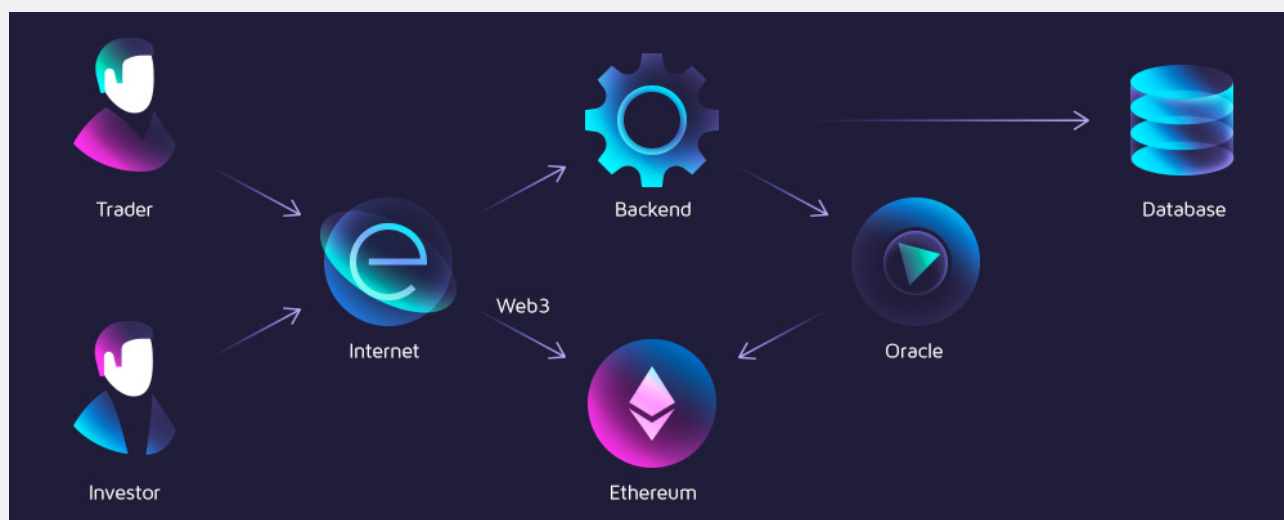 Trader
Backend
Database
Web3
Internet
Oracle
Investor
Ethereum